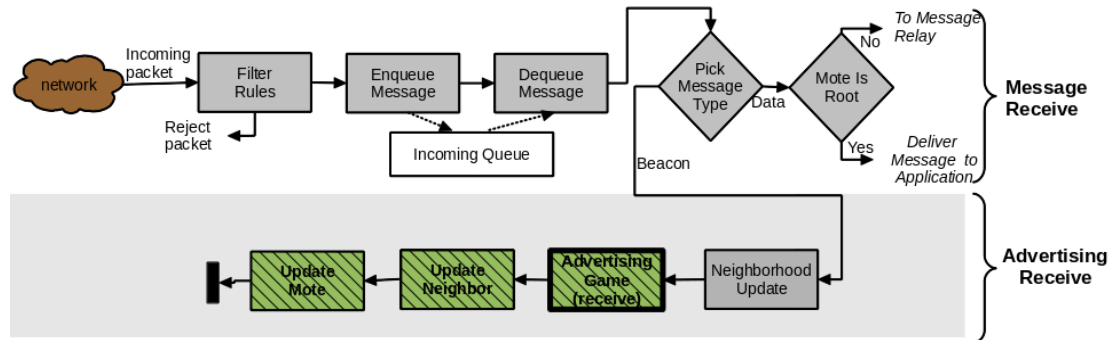 Incoming
packet
network
Filter
Rules
Reject
packet
Enqueue
Message
Dequeue
Message
Incoming Queue
Pick
Message
Type
Data
Beacon
Mote Is
Root
No
To Message
Relay
Yes
Deliver
Message to
Application
Message
Receive
Update
Mote
Update
Neighbor
Advertising
Game
(receive)
Neighborhood
Update
Advertising
Receive